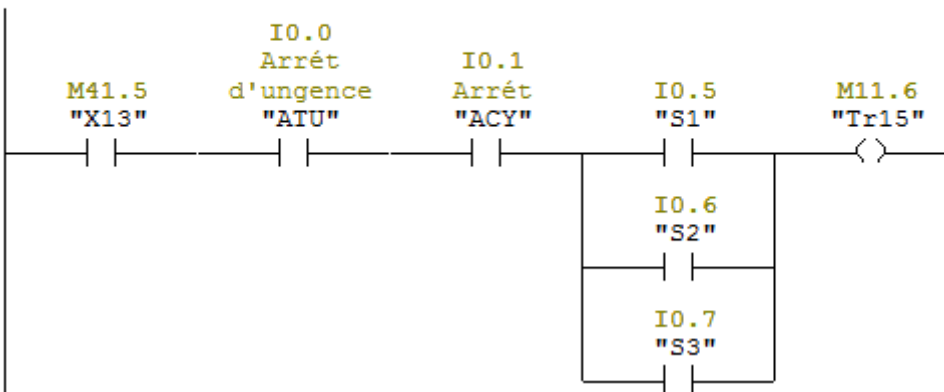 M41.5
"X13"
I0.0
Arrét
d'ungence
"ATU"
I0.1
Arrét
"ACY"
I0.5
"S1"
M11.6
"Tr15"
I0.6
"S2"
I0.7
"S3"